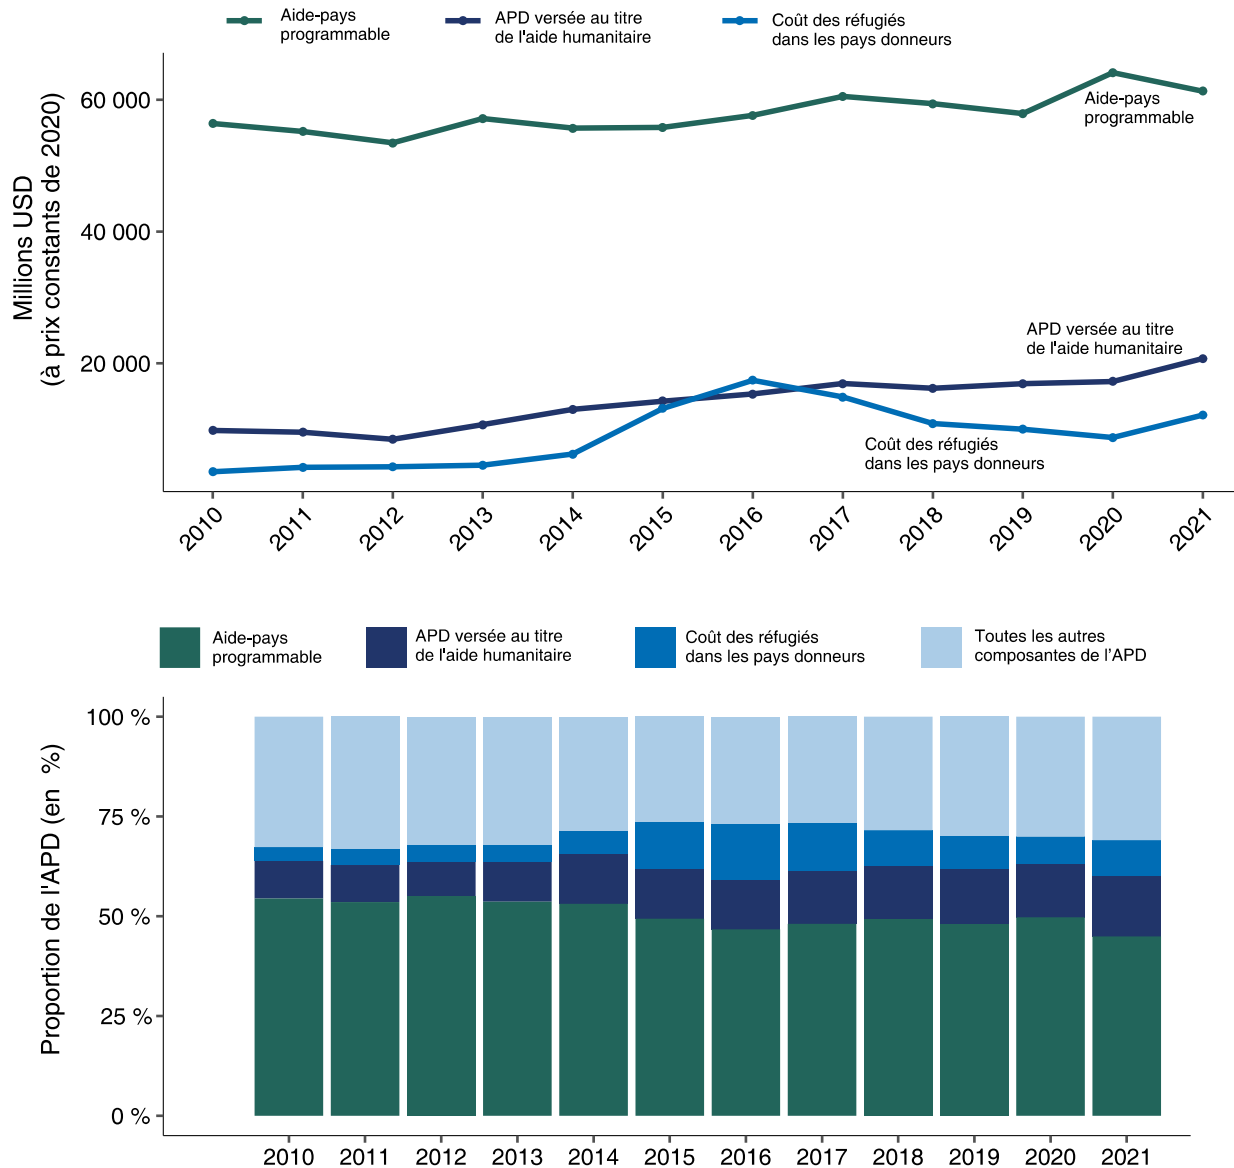 Aide-pays
programmable
APD versée au titre
de l'aide humanitaire
Coût des réfugiés
dans les pays donneurs
Millions USD
(à prix constants de 2020)
60 000
40 000
20 000
Aide-pays
programmable
APD versée au titre
de l'aide humanitaire
Coût des réfugiés
dans les pays donneurs
2010
2011
2012
2013
2014
2015
2016
2017
2018
2019
2020
2021
Aide-pays
programmable
APD versée au titre
de l'aide humanitaire
Coût des réfugiés
dans les pays donneurs
Toutes les autres
composantes de l’APD
Proportion de l'APD (en %)
100 %
75 %
50 %
25 %
0 %
2010
2011
2012
2013
2014
2015
2016
2017
2018
2019
2020
2021